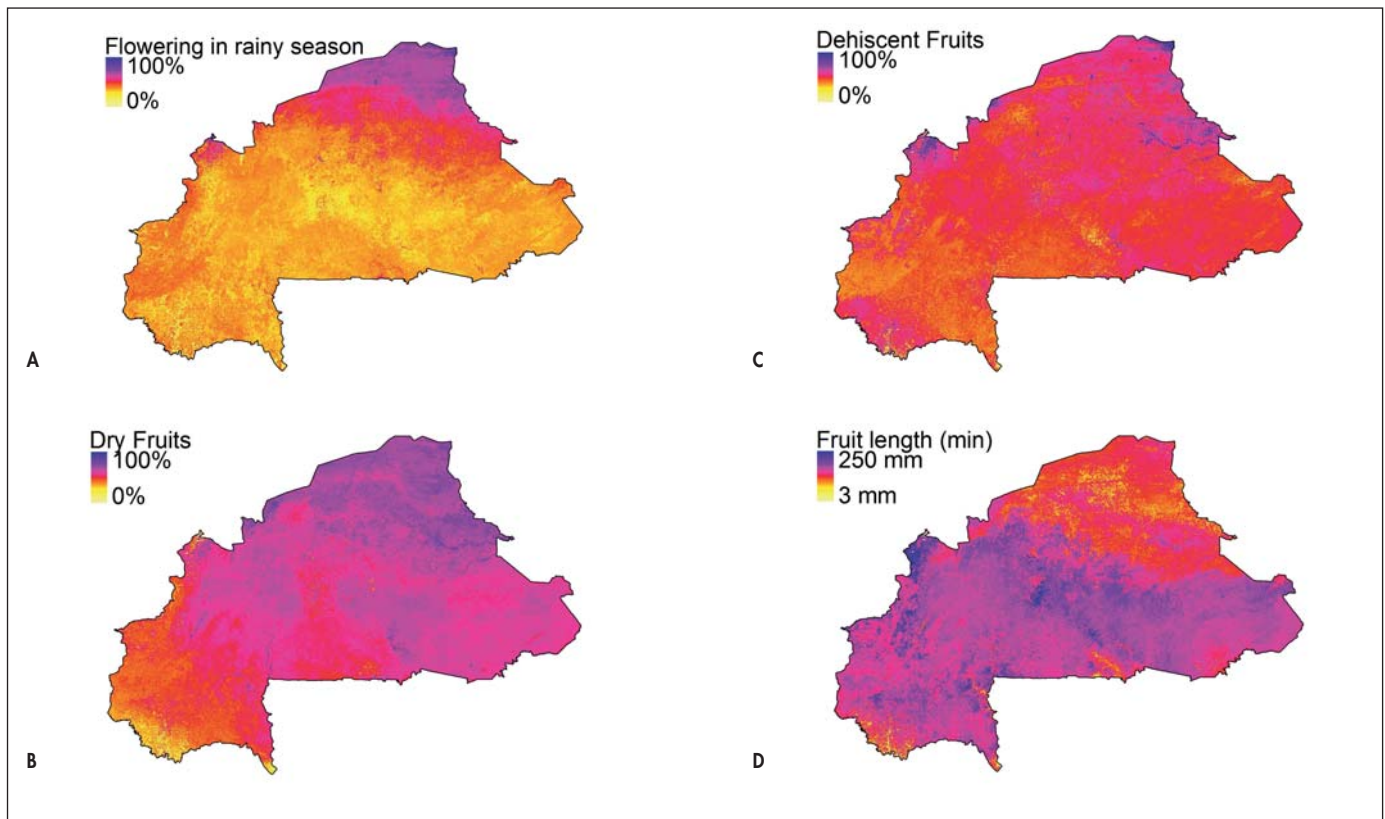 Flowering in rainy season
100%
0%
A
Dry Fruits
100%
0%
B
Dehiscent Fruits
100%
0%
C
Fruit length (min)
250 mm
3 mm
D